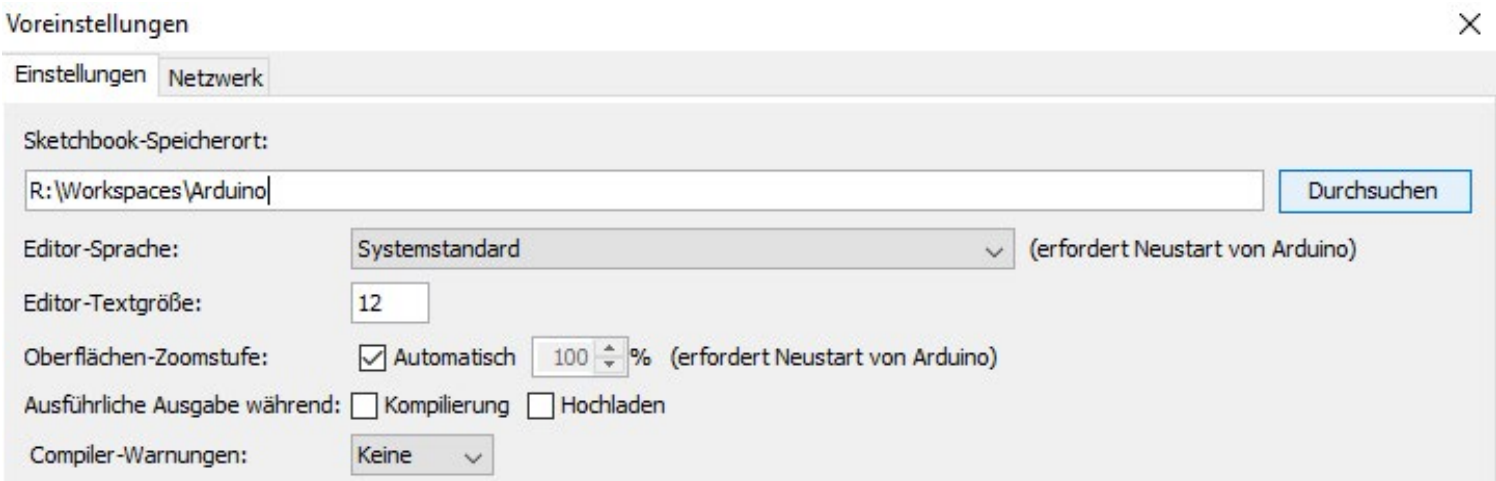 Voreinstellungen
Einstellungen Netzwerk
Sketchbook-Speicherort:
R:\Workspaces\Arduino Durchsuchen
Editor-Sprache: Systemstandard (erfordert Neustart von Arduino)
Editor-Textgröße: 12
Oberflächen-Zoomstufe: Automatisch 100 % (erfordert Neustart von Arduino)
Ausführliche Ausgabe während: Kompilierung Hochladen
Compiler-Warnungen: Keine